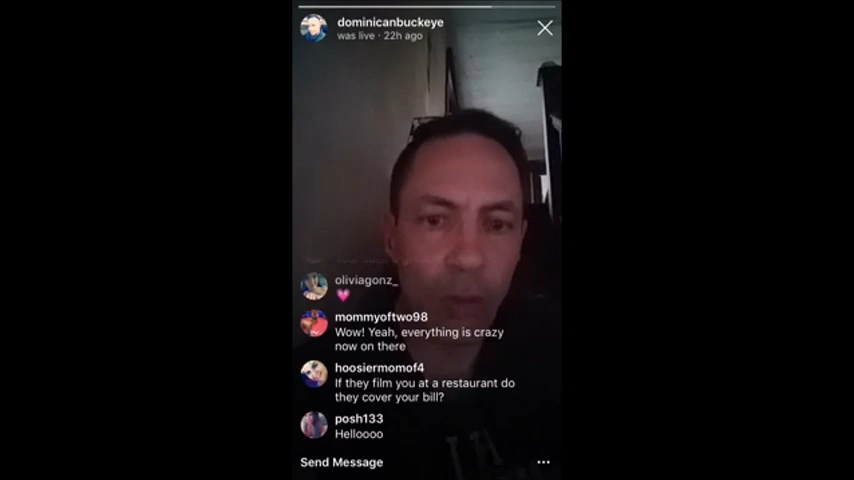 dominicanbuckeye
was live · 22h ago
oliviagonz_
💗
mommyoftwo98
Wow! Yeah, everything is crazy
now on there
hoosiermomof4
If they film you at a restaurant do
they cover your bill?
posh133
Helloooo
Send Message